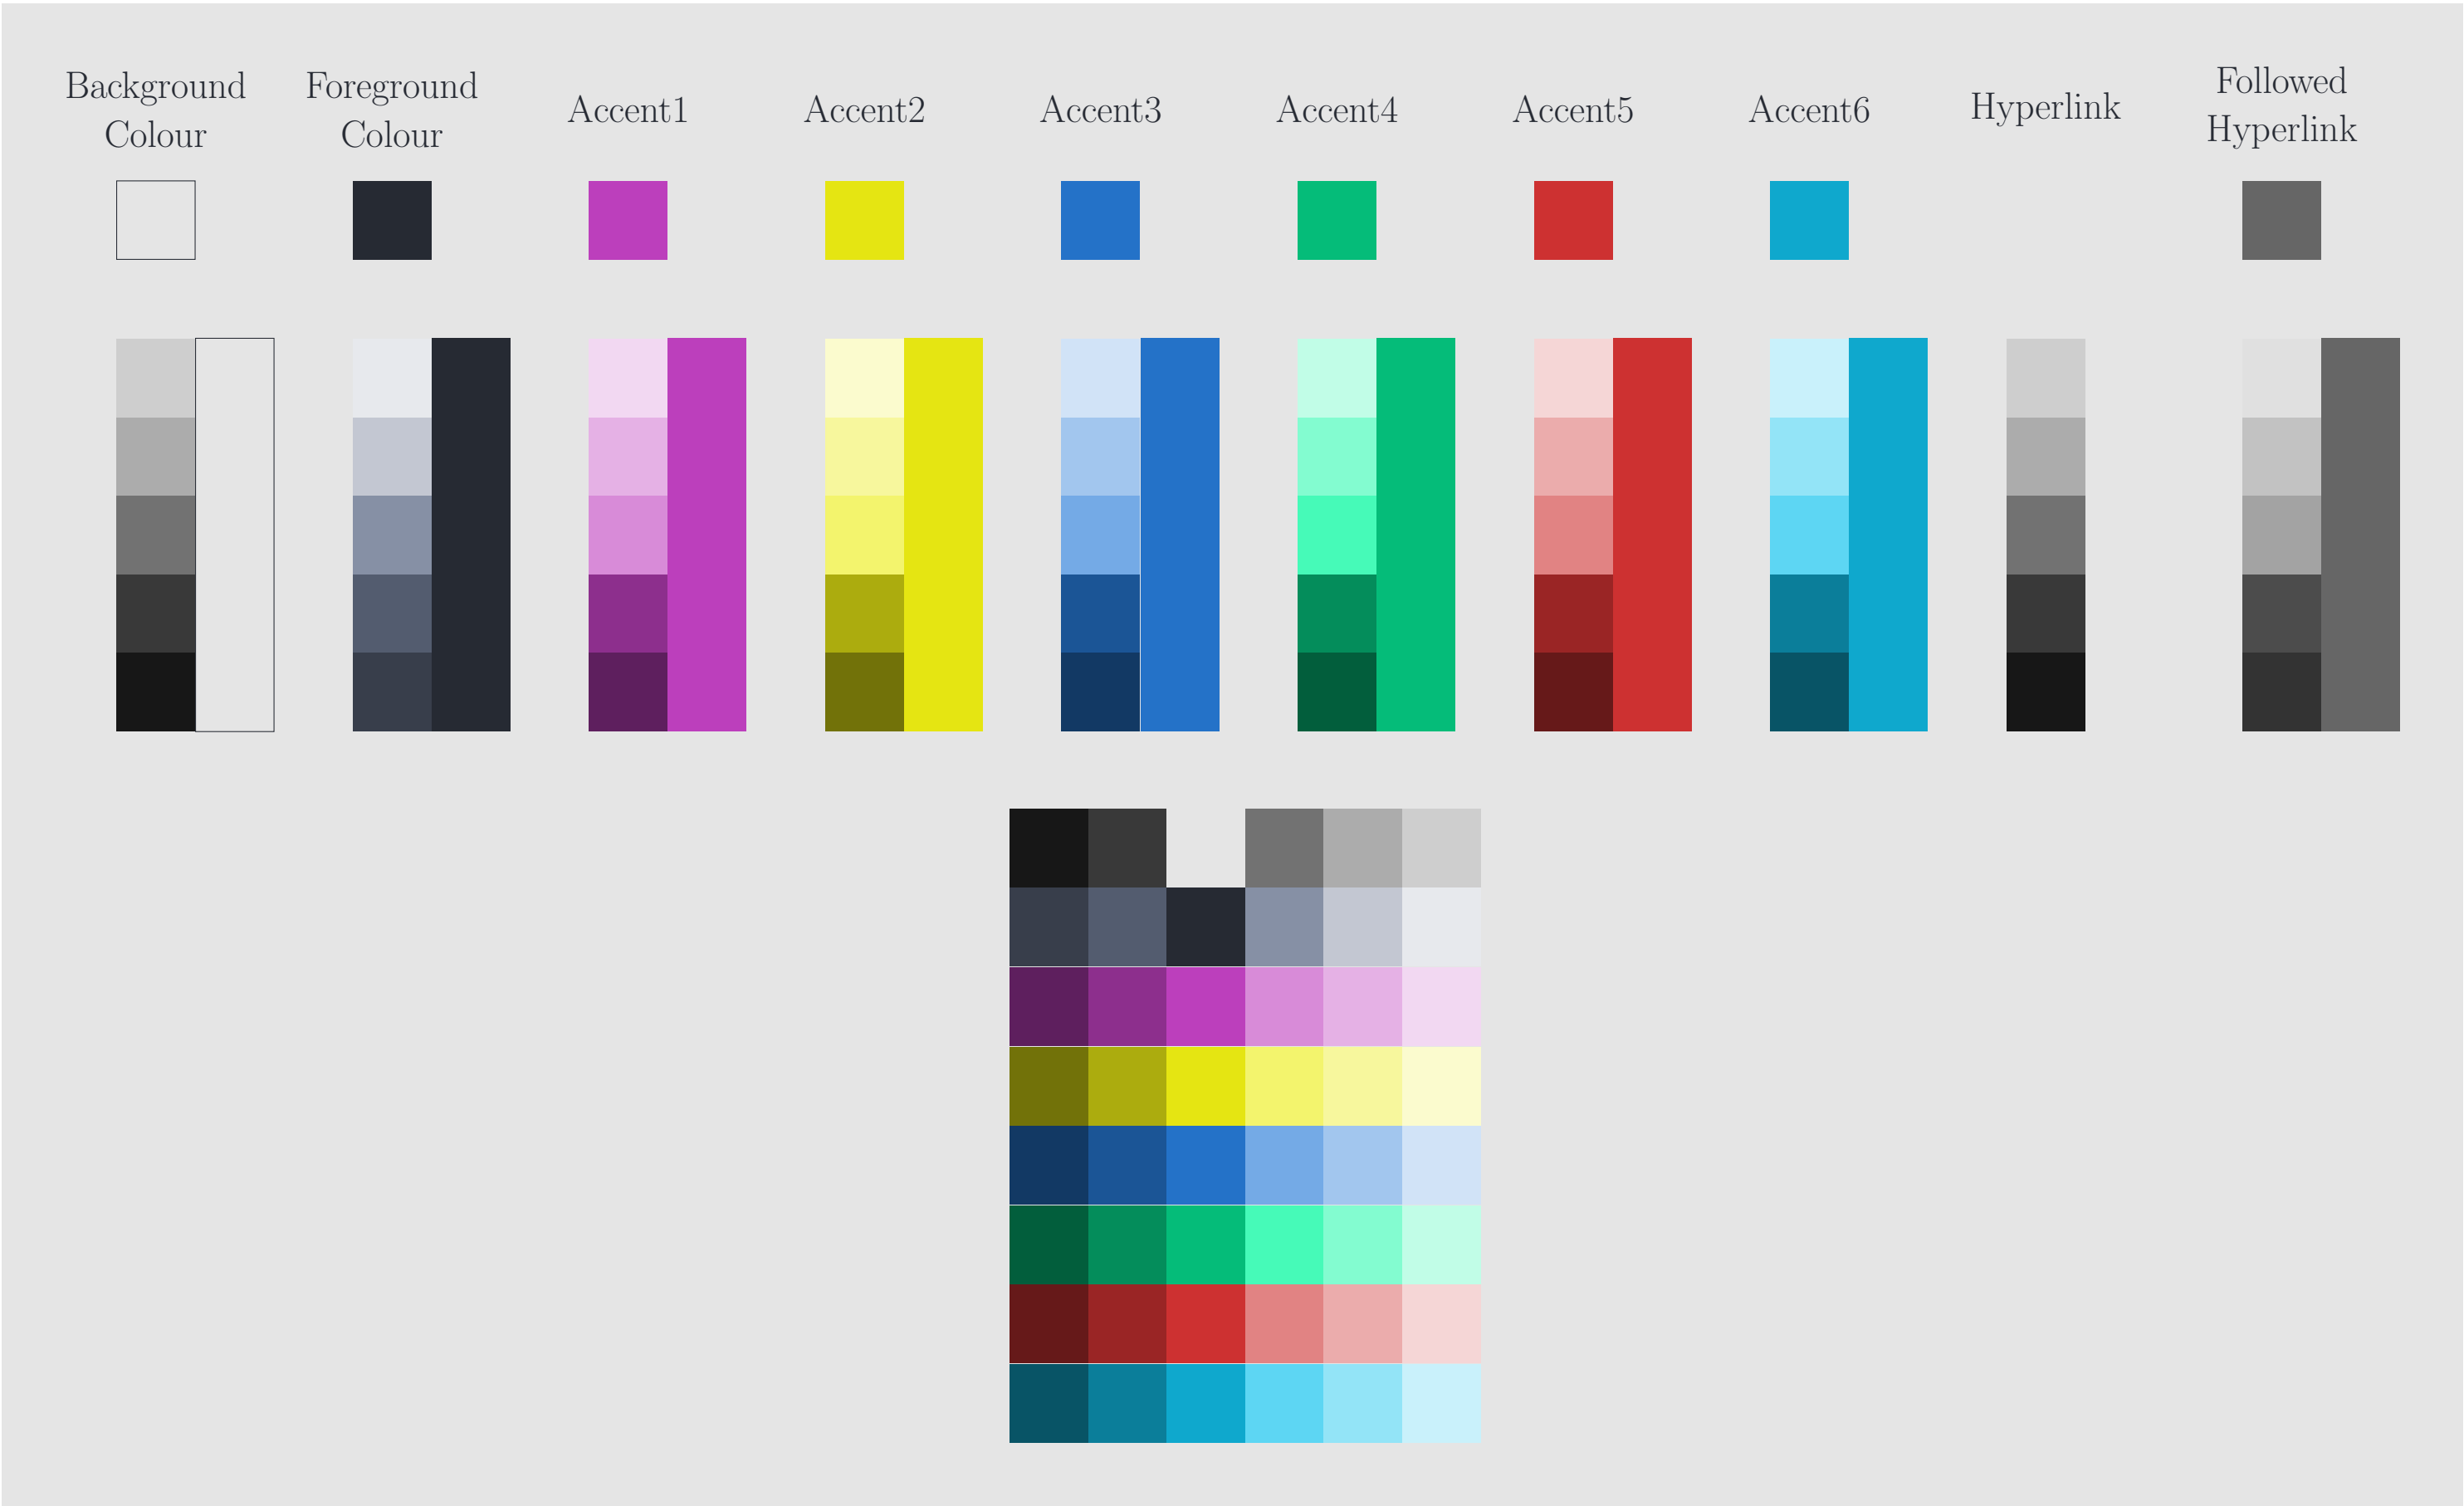 Background
Colour
Foreground
Colour
Accent1
Accent2
Accent3
Accent4
Accent5
Accent6
Hyperlink
Followed
Hyperlink